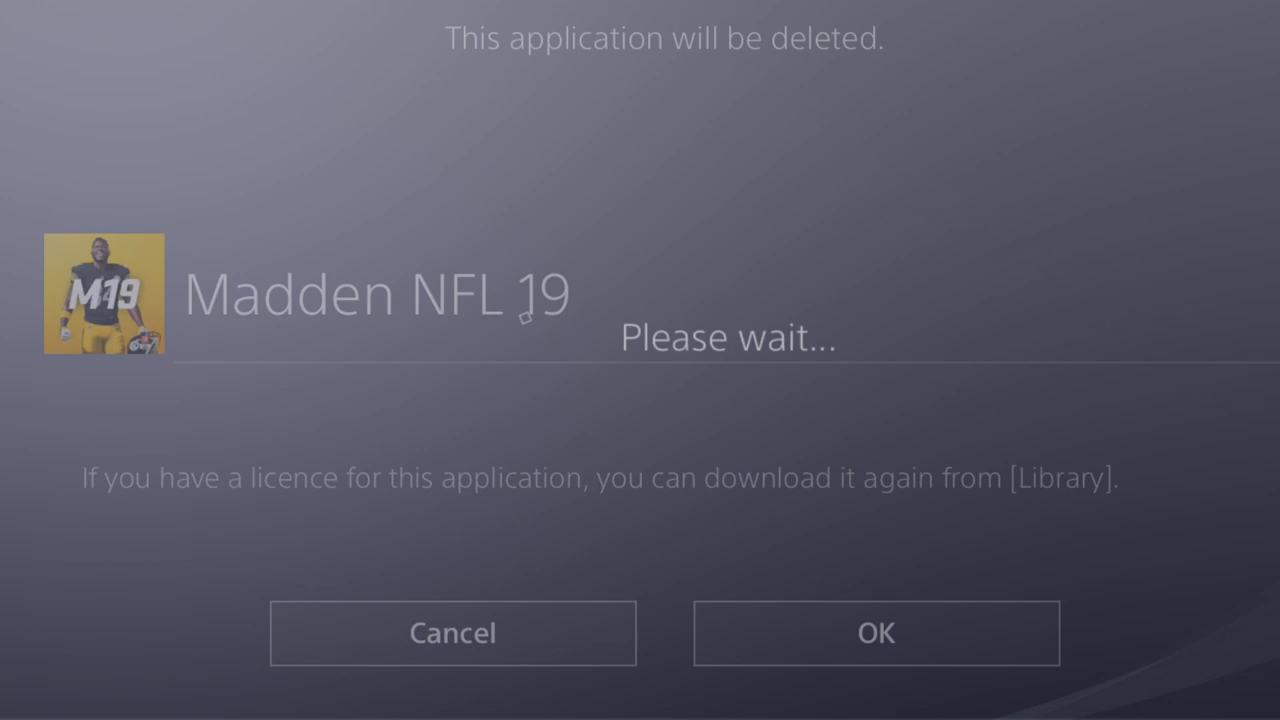 This application will be deleted.
M19
Madden NFL 19
Please wait...
If you have a licence for this application, you can download it again from [Library].
Cancel
OK